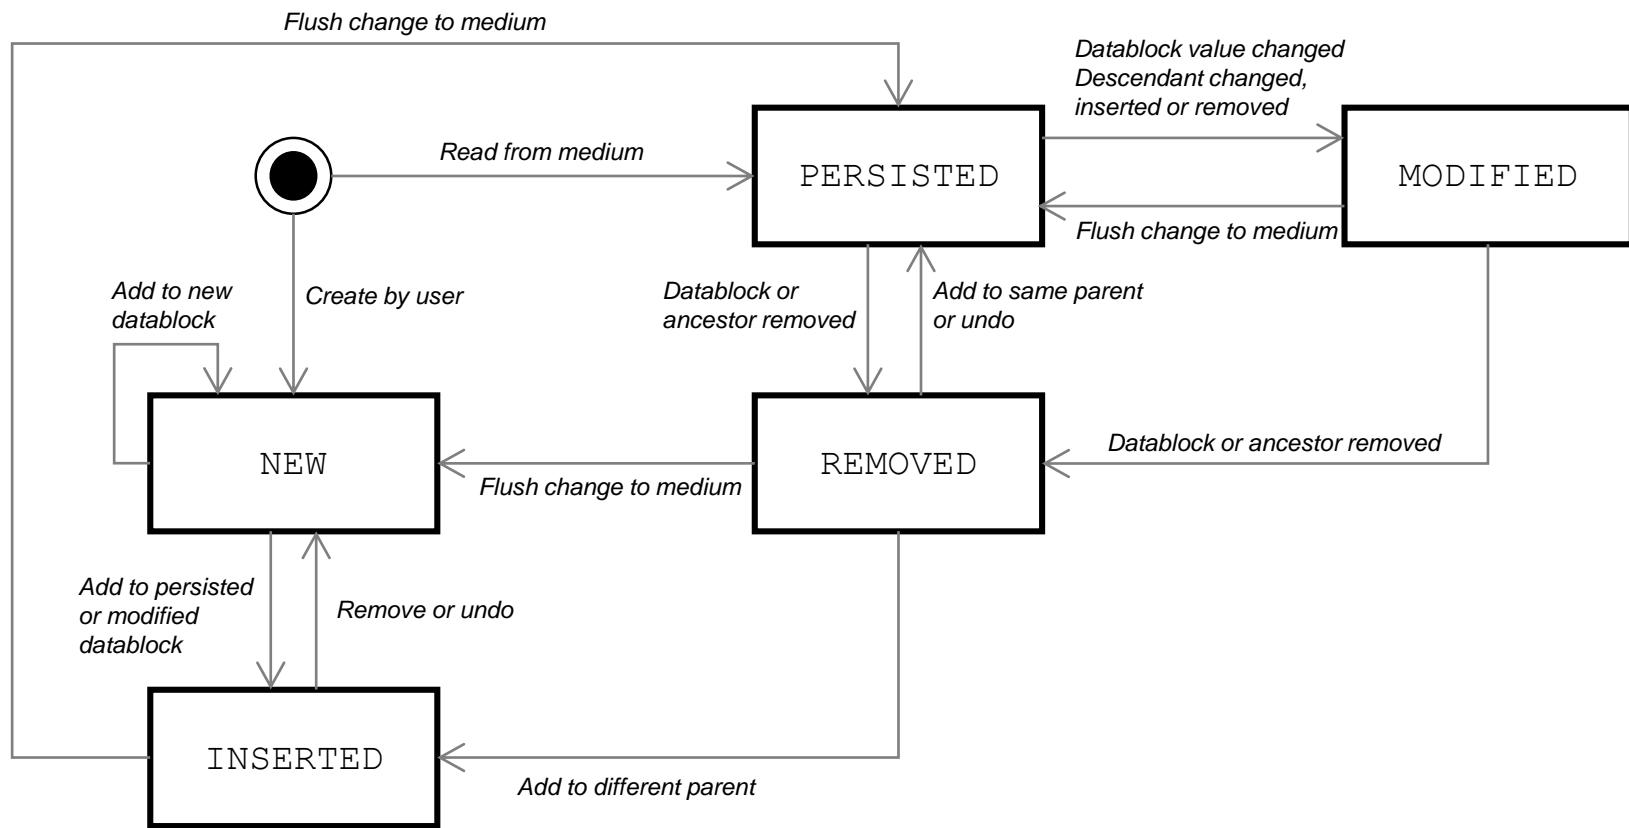 Flush change to medium
Datablock value changed
Descendant changed,
inserted or removed
Read from medium
PERSISTED
MODIFIED
Flush change to medium
Add to new
datablock
Create by user
Datablock or
ancestor removed
Add to same parent
or undo
NEW
REMOVED
Datablock or ancestor removed
Flush change to medium
Add to persisted
or modified
datablock
Remove or undo
INSERTED
Add to different parent